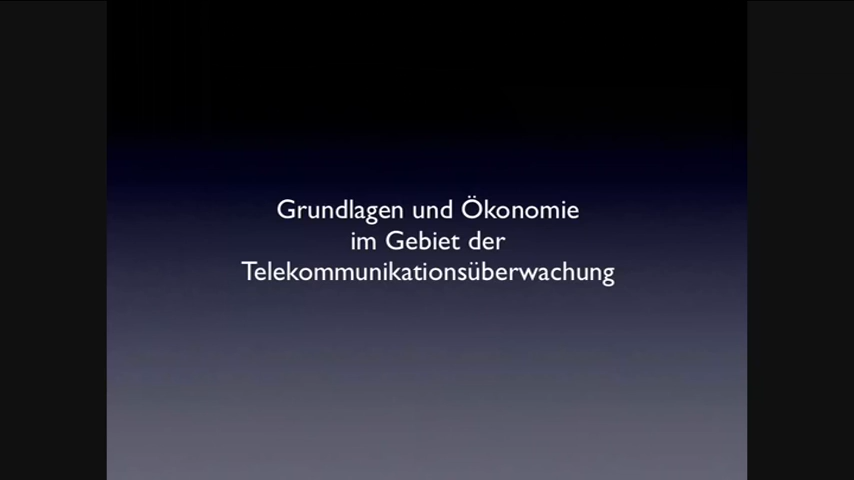 Grundlagen und Ökonomie
im Gebiet der
Telekommunikationsüberwachung